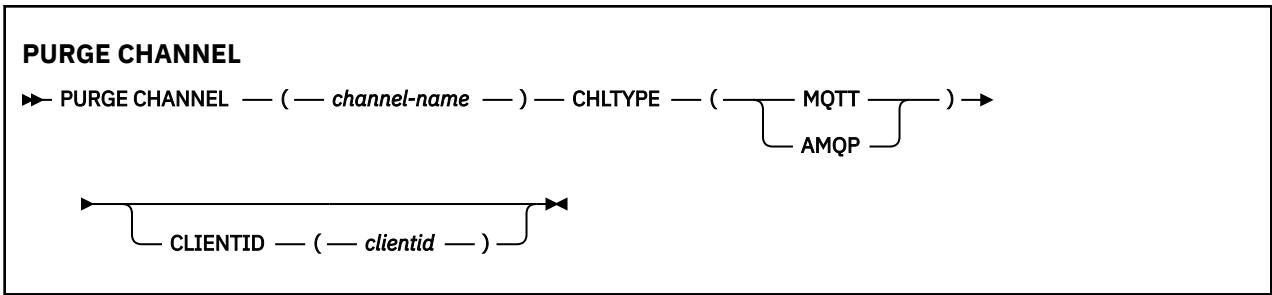 PURGE CHANNEL
PURGE CHANNEL ( channel-name ) CHLTYPE ( MQTT )
AMQP
CLIENTID ( clientid )